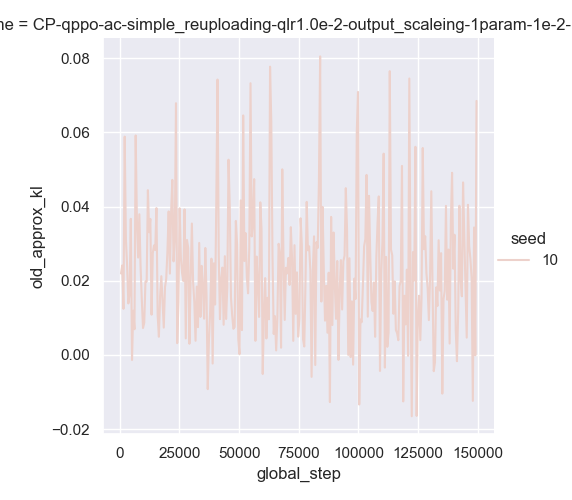 ne = CP-qppo-ac-simple_reuploading-qlr1.0e-2-output_scaleing-1param-1e-2-
0.08
0.06
0.04
0.02
0.00
−0.02
old_approx_kl
0 25000 50000 75000 100000 125000 150000
global_step
seed
10